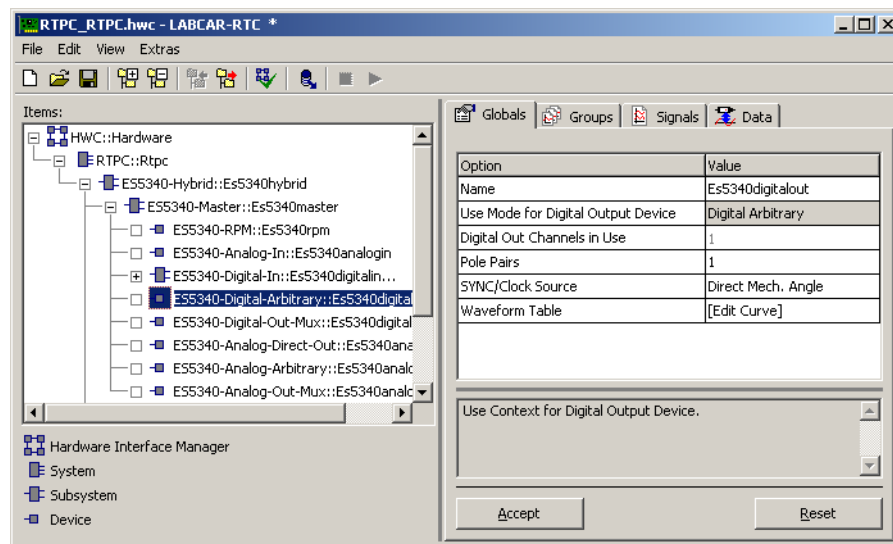 RTPC_RTPC.hwc - LABCAR-RTC *
File Edit View Extras
Items:
HWC::Hardware
RTPC::Rtpc
ES5340-Hybrid::Es5340hybrid
ES5340-Master::Es5340master
ES5340-RPM::Es5340rpm
ES5340-Analog-In::Es5340analogin
ES5340-Digital-In::Es5340digitalin...
ES5340-Digital-Arbitrary::Es5340digital
ES5340-Digital-Out-Mux::Es5340digital
ES5340-Analog-Direct-Out::Es5340ana
ES5340-Analog-Arbitrary::Es5340analo
ES5340-Analog-Out-Mux::Es5340analo
Hardware Interface Manager
System
Subsystem
Device
Globals Groups Signals Data
Option Value
Name Es5340digitalout
Use Mode for Digital Output Device Digital Arbitrary
Digital Out Channels in Use 1
Pole Pairs 1
SYNC/Clock Source Direct Mech. Angle
Waveform Table [Edit Curve]
Use Context for Digital Output Device.
Accept Reset